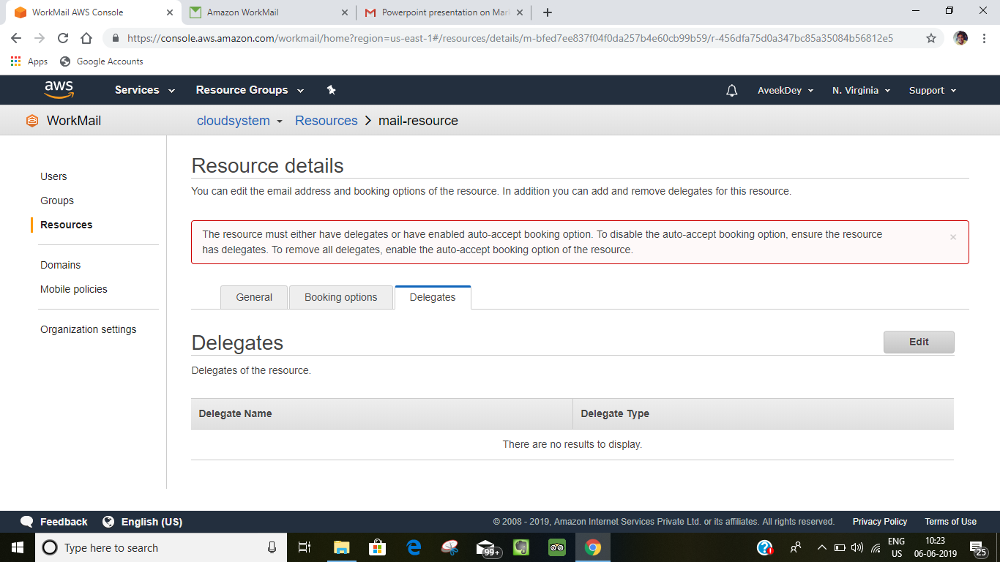 WorkMail AWS Console
Amazon WorkMail
Powerpoint presentation on Mar
https://console.aws.amazon.com/workmail/home?region=us-east-1#/resources/details/m-bfed7ee837f04f0da257b4e60cb99b59/r-456dfa75d0a347bc85a35084b56812e5
Apps
Google Accounts
aws
Services
Resource Groups
AveekDey
N. Virginia
Support
WorkMail
cloudsystem
Resources > mail-resource
Users
Groups
Resources
Domains
Mobile policies
Organization settings
Resource details
You can edit the email address and booking options of the resource. In addition you can add and remove delegates for this resource.
The resource must either have delegates or have enabled auto-accept booking option. To disable the auto-accept booking option, ensure the resource
has delegates. To remove all delegates, enable the auto-accept booking option of the resource.
General
Booking options
Delegates
Delegates
Edit
Delegates of the resource.
Delegate Name
Delegate Type
There are no results to display.
Feedback
English (US)
© 2008 - 2019, Amazon Internet Services Private Ltd. or its affiliates. All rights reserved.
Privacy Policy
Terms of Use
Type here to search
99+
ENG
US
10:23
06-06-2019
25